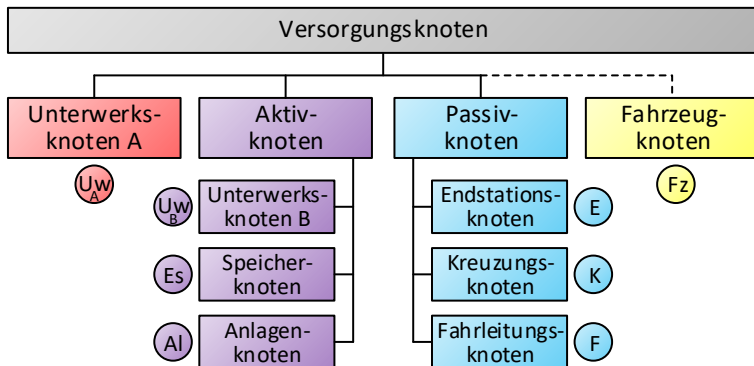 Versorgungsknoten
Unterwerks-
knoten A
Aktiv-
knoten
Passiv-
knoten
Fahrzeug-
knoten
Uw
A
Fz
Uw
B
Unterwerks-
knoten B
Endstations-
knoten
E
Es
Speicher-
knoten
Kreuzungs-
knoten
K
Al
Anlagen-
knoten
Fahrleitungs-
knoten
F